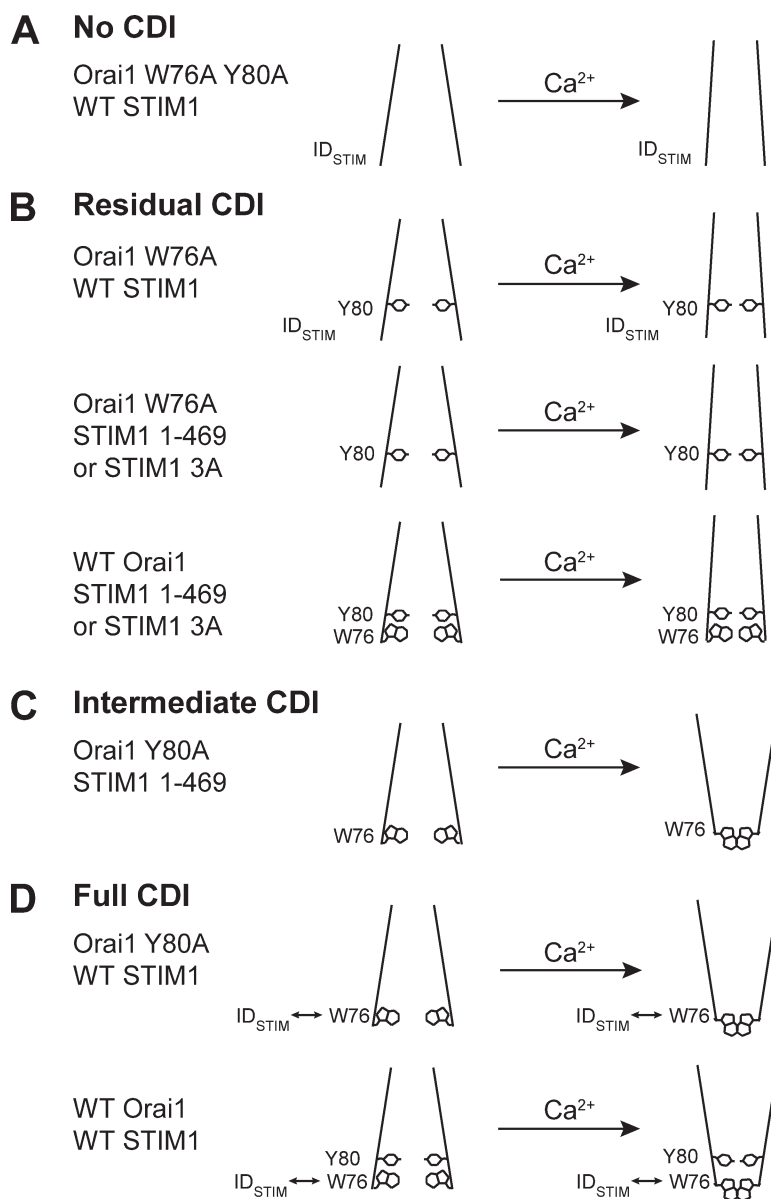 A No CDI
Orai1 W76A Y80A
WT STIM1
Ca2+
IDSTIM
IDSTIM
B Residual CDI
Orai1 W76A
WT STIM1
Ca2+
Y80
IDSTIM
Y80
IDSTIM
Orai1 W76A
STIM1 1-469
or STIM1 3A
Ca2+
Y80
Y80
WT Orai1
STIM1 1-469
or STIM1 3A
Ca2+
Y80
W76
Y80
W76
C Intermediate CDI
Orai1 Y80A
STIM1 1-469
Ca2+
W76
W76
D Full CDI
Orai1 Y80A
WT STIM1
Ca2+
IDSTIM W76
IDSTIM W76
WT Orai1
WT STIM1
Ca2+
Y80
IDSTIM W76
Y80
IDSTIM W76